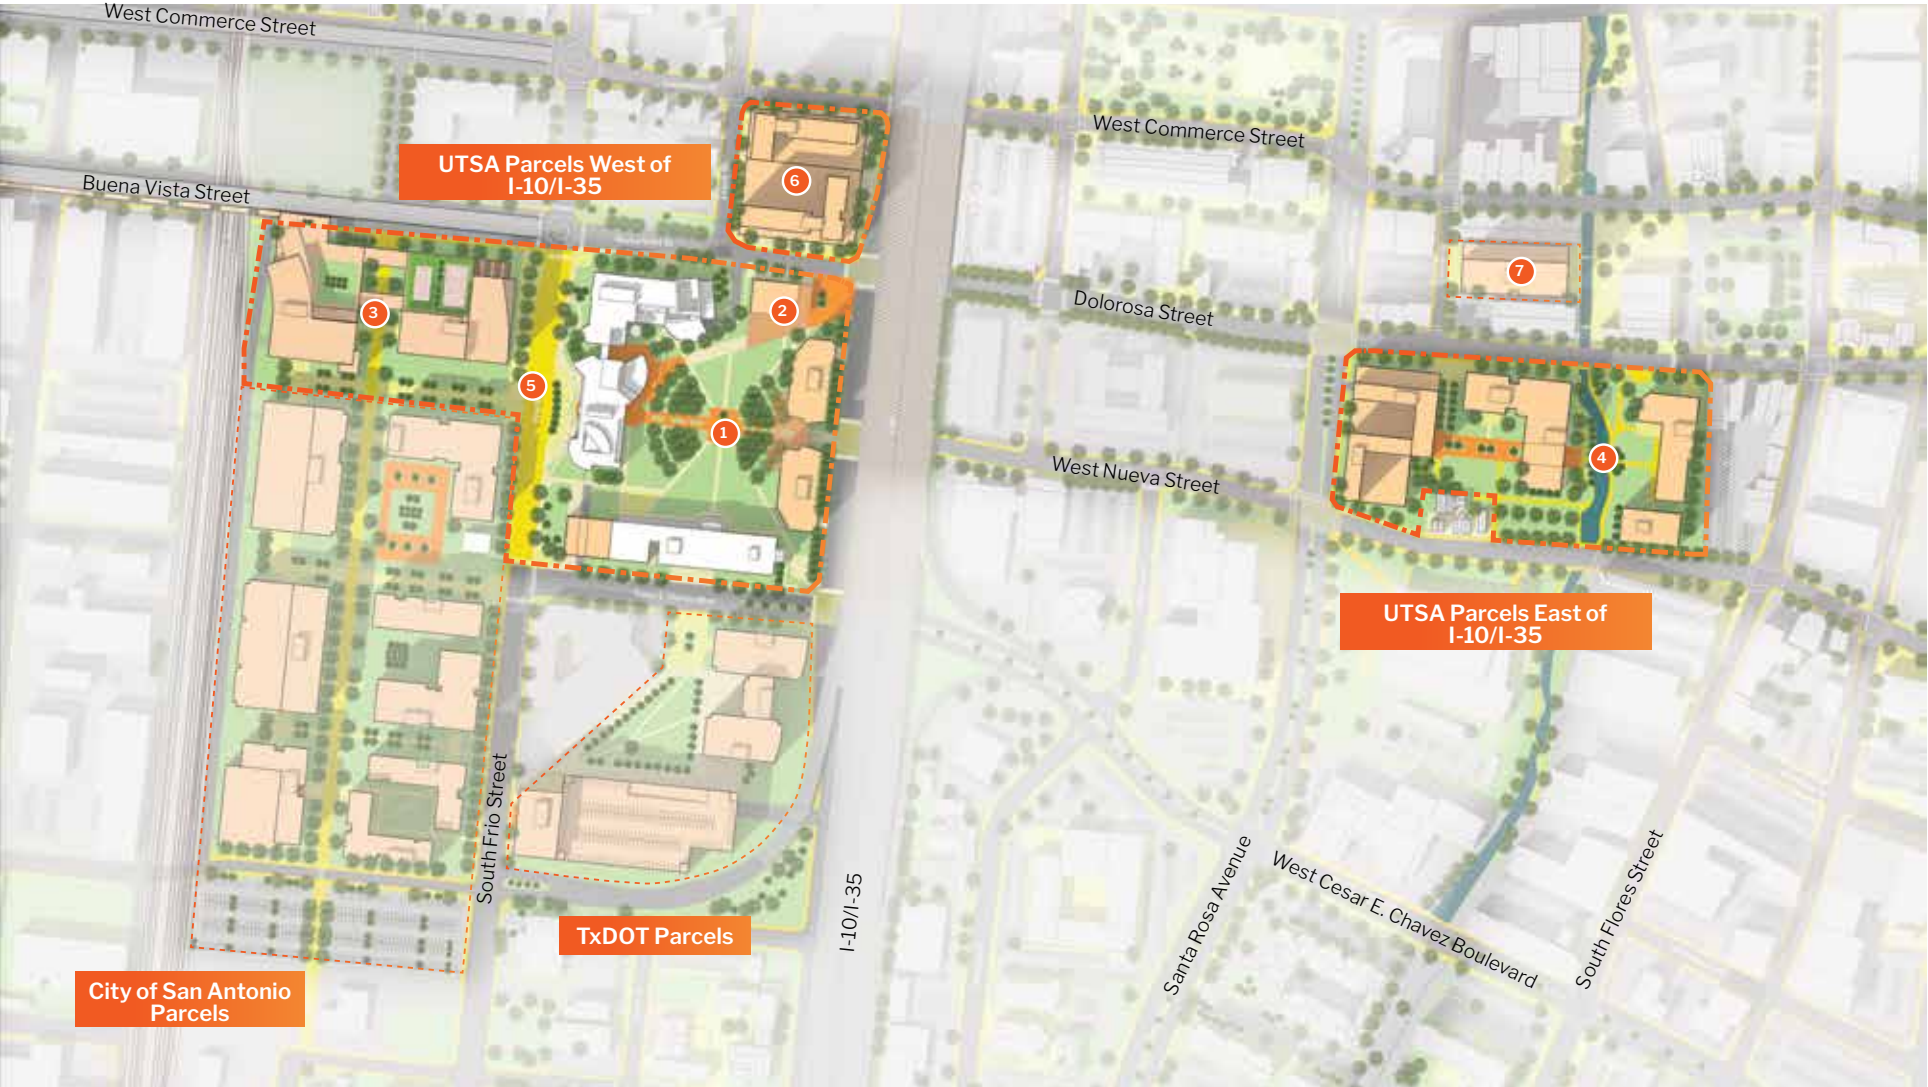 West Commerce Street
West Commerce Street
UTSA Parcels West of
I-10/I-35
6
Buena Vista Street
7
2
3
Dolorosa Street
5
1
4
West Nueva Street
UTSA Parcels East of
I-10/I-35
South Frio Street
I-10/I-35
Santa Rosa Avenue
West Cesar E. Chavez Boulevard
South Flores Street
TxDOT Parcels
City of San Antonio
Parcels